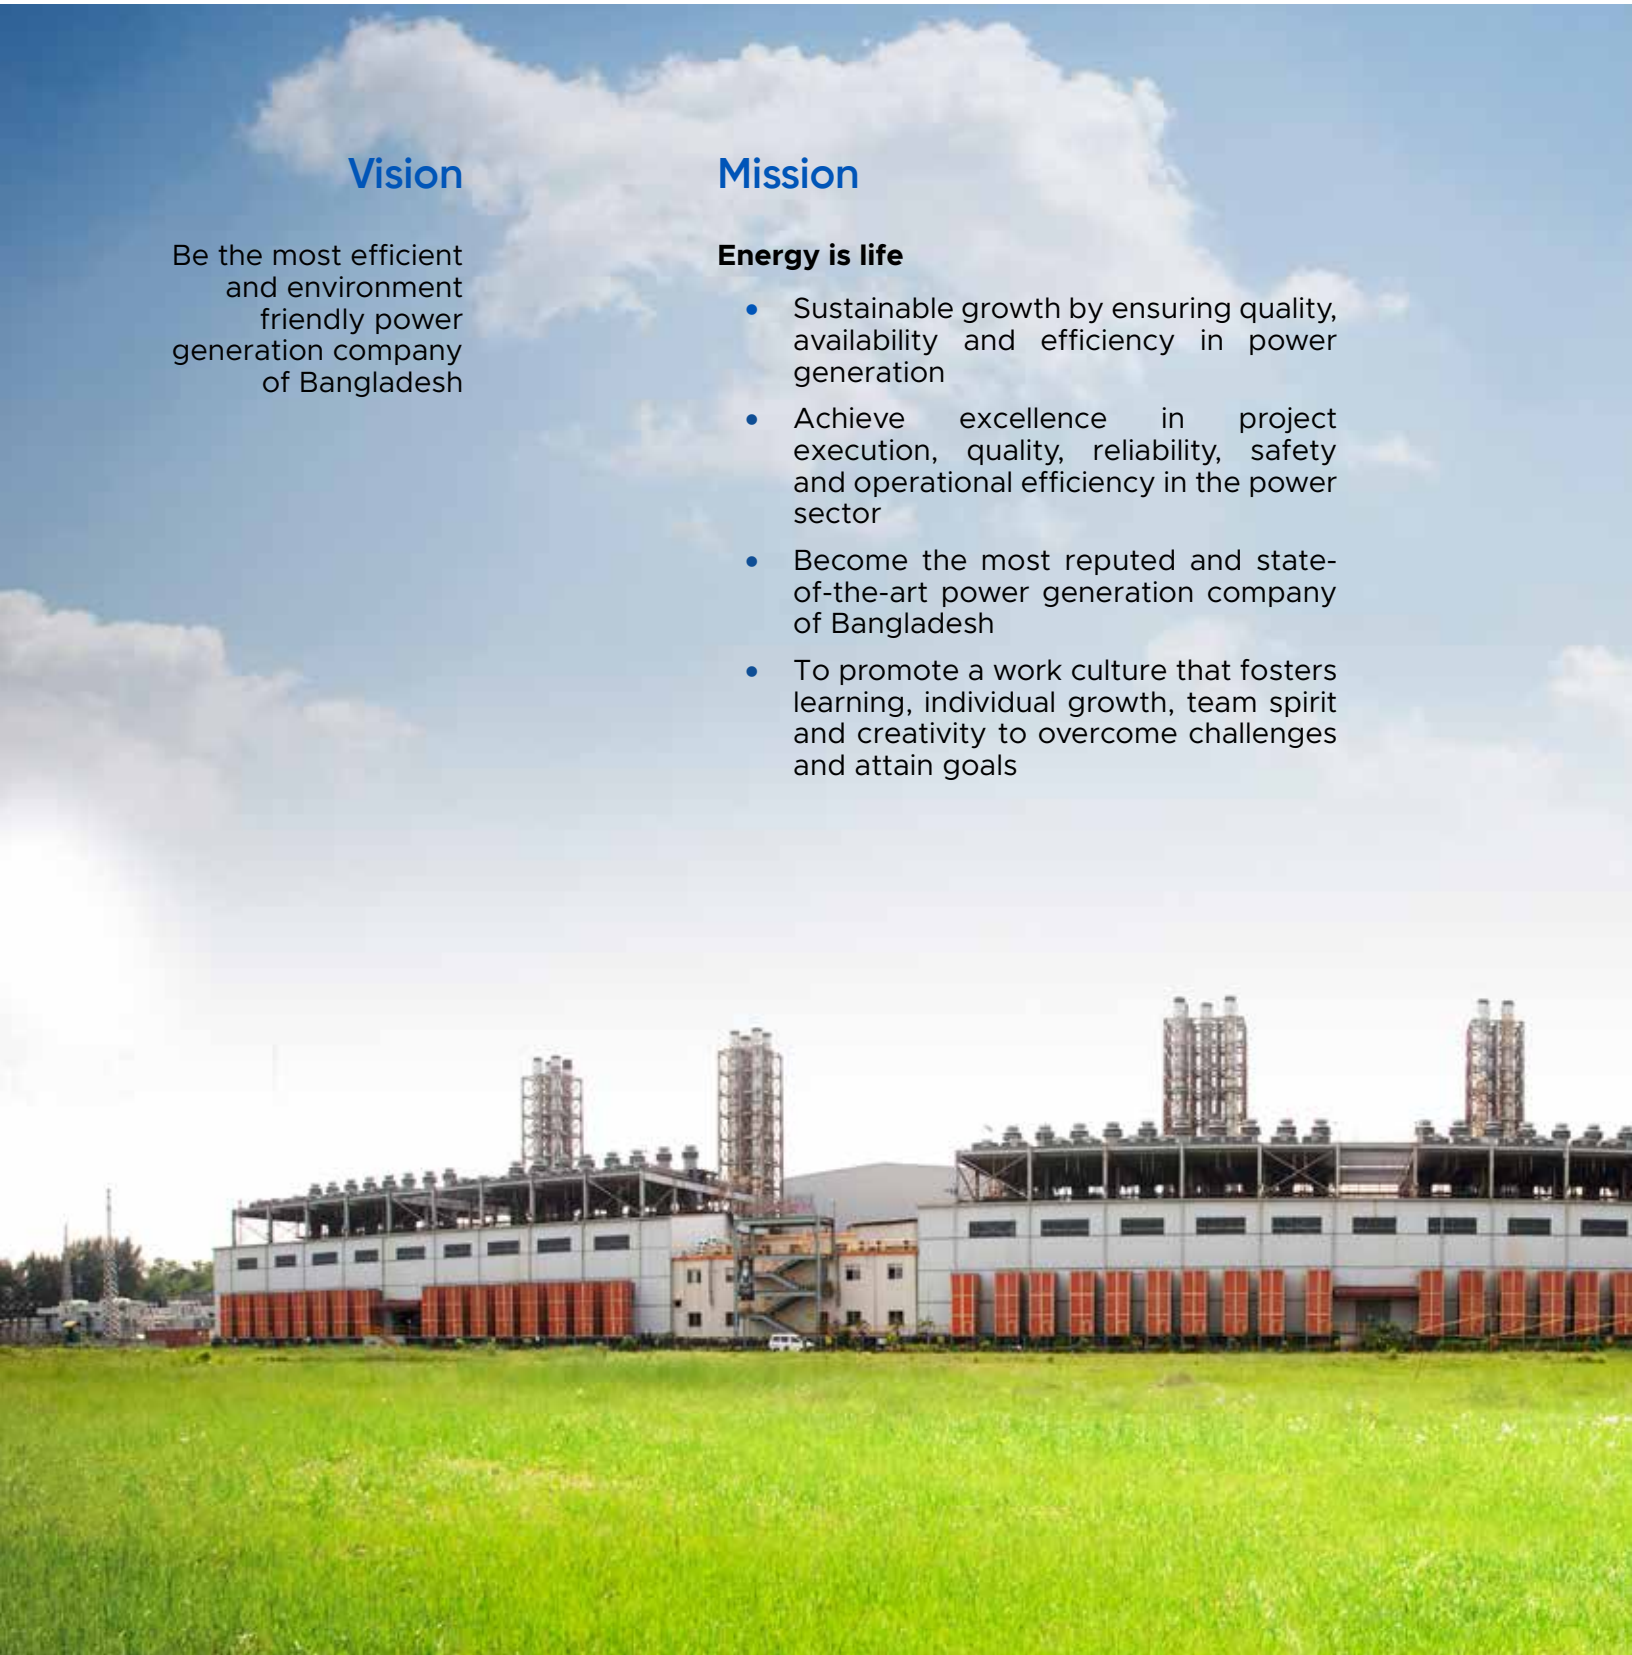 Vision
Be the most efficient
and environment
friendly power
generation company
of Bangladesh
Mission
Energy is life
• Sustainable growth by ensuring quality,
availability and efficiency in power
generation
• Achieve excellence in project
execution, quality, reliability, safety
and operational efficiency in the power
sector
• Become the most reputed and state-
of-the-art power generation company
of Bangladesh
• To promote a work culture that fosters
learning, individual growth, team spirit
and creativity to overcome challenges
and attain goals